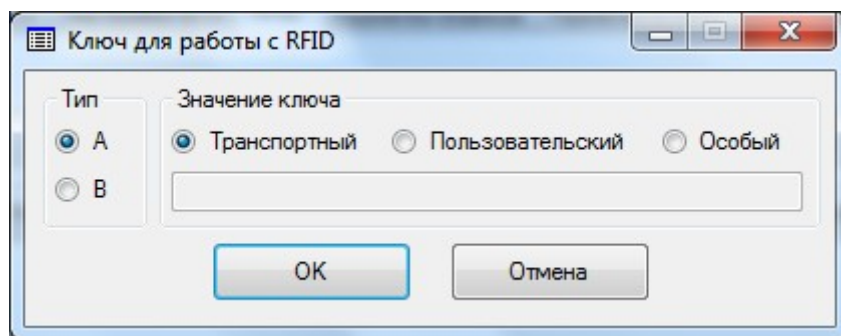 Ключ для работы с RFID
Тип
Значение ключа
A
Транспортный
Пользовательский
Особый
B
OK
Отмена